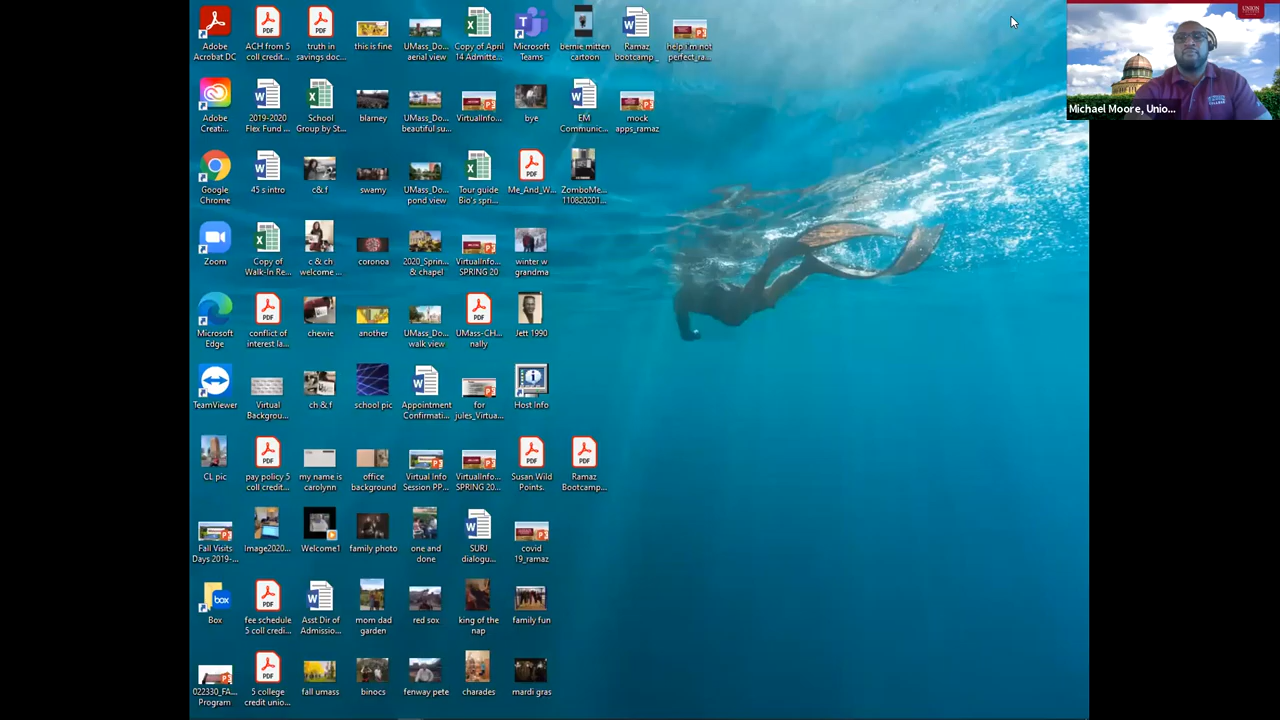 Adobe
Acrobat DC
ACH from 5
coll credit...
truth in
savings doc...
this is fine
UMass_Do...
aerial view
Copy of April
14 Admitte...
Microsoft
Teams
bernie mitten
cartoon
Ramaz
bootcamp_...
help i'm not
perfect_ra...
UNION
Michael Moore, Unio...
Adobe
Creati...
2019-2020
Flex Fund ...
School
Group by St...
blarney
UMass_Do...
beautiful su...
VirtualInfo...
bye
EM
Communic...
mock
apps_ramaz
Google
Chrome
45 s intro
c&f
swamy
UMass_Do...
pond view
Tour guide
Bio's spri...
Me_And_W...
ZomboMe...
110820201...
Zoom
Copy of
Walk-In Re...
c & ch
welcome ...
coronoa
2020_Sprin...
& chapel
VirtualInfo...
SPRING 20
winter w
grandma
Microsoft
Edge
conflict of
interest la...
chewie
another
UMass_Do...
walk view
UMass-CH...
nally
Jett 1990
TeamViewer
Virtual
Backgrou...
ch & f
school pic
Appointment
Confirmati...
for
jules_Virtua...
Host Info
CL pic
pay policy 5
coll credit...
my name is
carolynn
office
background
Virtual Info
Session PP...
VirtualInfo...
SPRING 20...
Susan Wild
Points.
Ramaz
Bootcamp...
Fall Visits
Days 2019-...
Image2020...
Welcome1
family photo
one and
done
SURJ
dialogu...
covid
19_ramaz
Box
fee schedule
5 coll credi...
Asst Dir of
Admissio...
mom dad
garden
red sox
king of the
nap
family fun
022330_FA...
Program
5 college
credit unio...
fall umass
binocs
fenway pete
charades
mardi gras